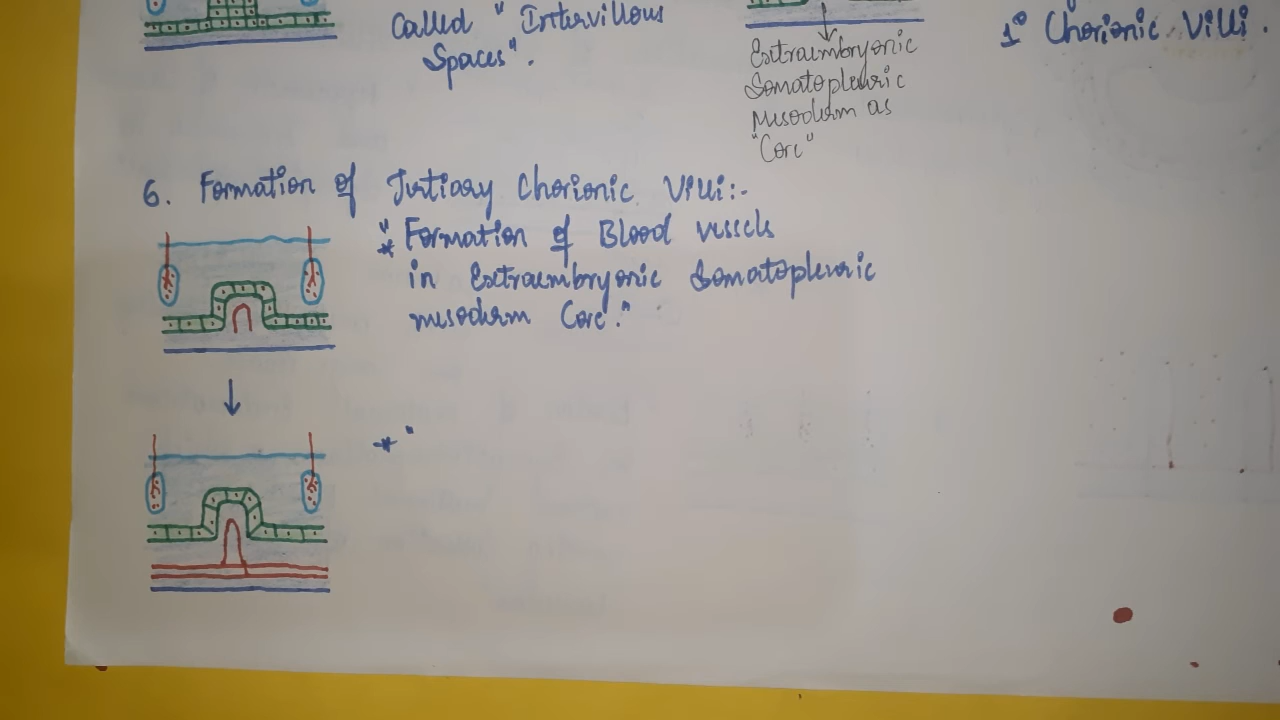 Called "Intervillous
Spaces".
Extraembryonic
Somatopleuric
Mesoderm as
"Core"
1° Chorionic Villi.
6. Formation of Tertiary Chorionic Villi:-
* "Formation of Blood vessels
in Extraembryonic Somatopleuric
mesoderm Core."
* "